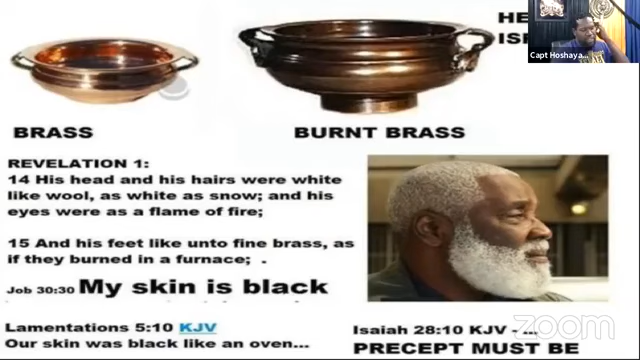 HE
ISR
Capt Hoshaya...
BRASS
BURNT BRASS
REVELATION 1:
14 His head and his hairs were white
like wool, as white as snow; and his
eyes were as a flame of fire;
15 And his feet like unto fine brass, as
if they burned in a furnace; .
Job 30:30 My skin is black
Lamentations 5:10 KJV
Our skin was black like an oven...
Isaiah 28:10 KJV - ...
PRECEPT MUST BE
zoom